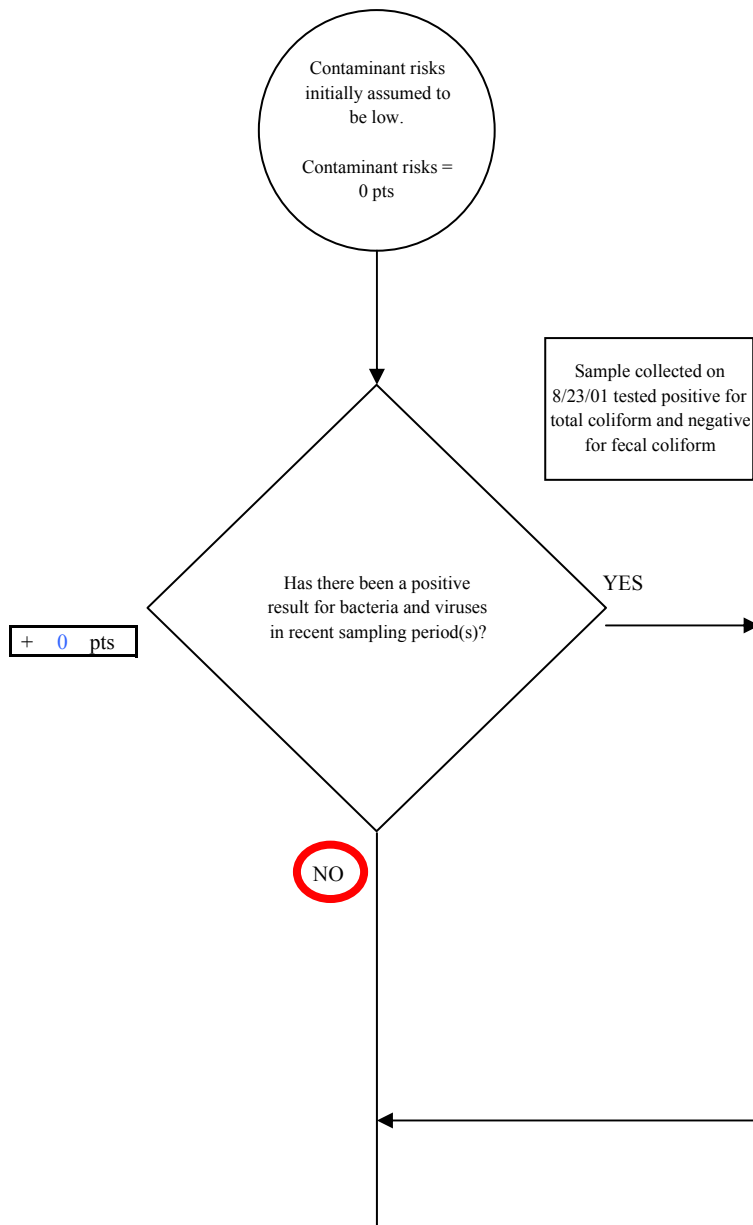 Contaminant risks
initially assumed to
be low.
Contaminant risks =
0 pts
Sample collected on
8/23/01 tested positive for
total coliform and negative
for fecal coliform
Has there been a positive
result for bacteria and viruses
in recent sampling period(s)?
YES
+ 0 pts
NO